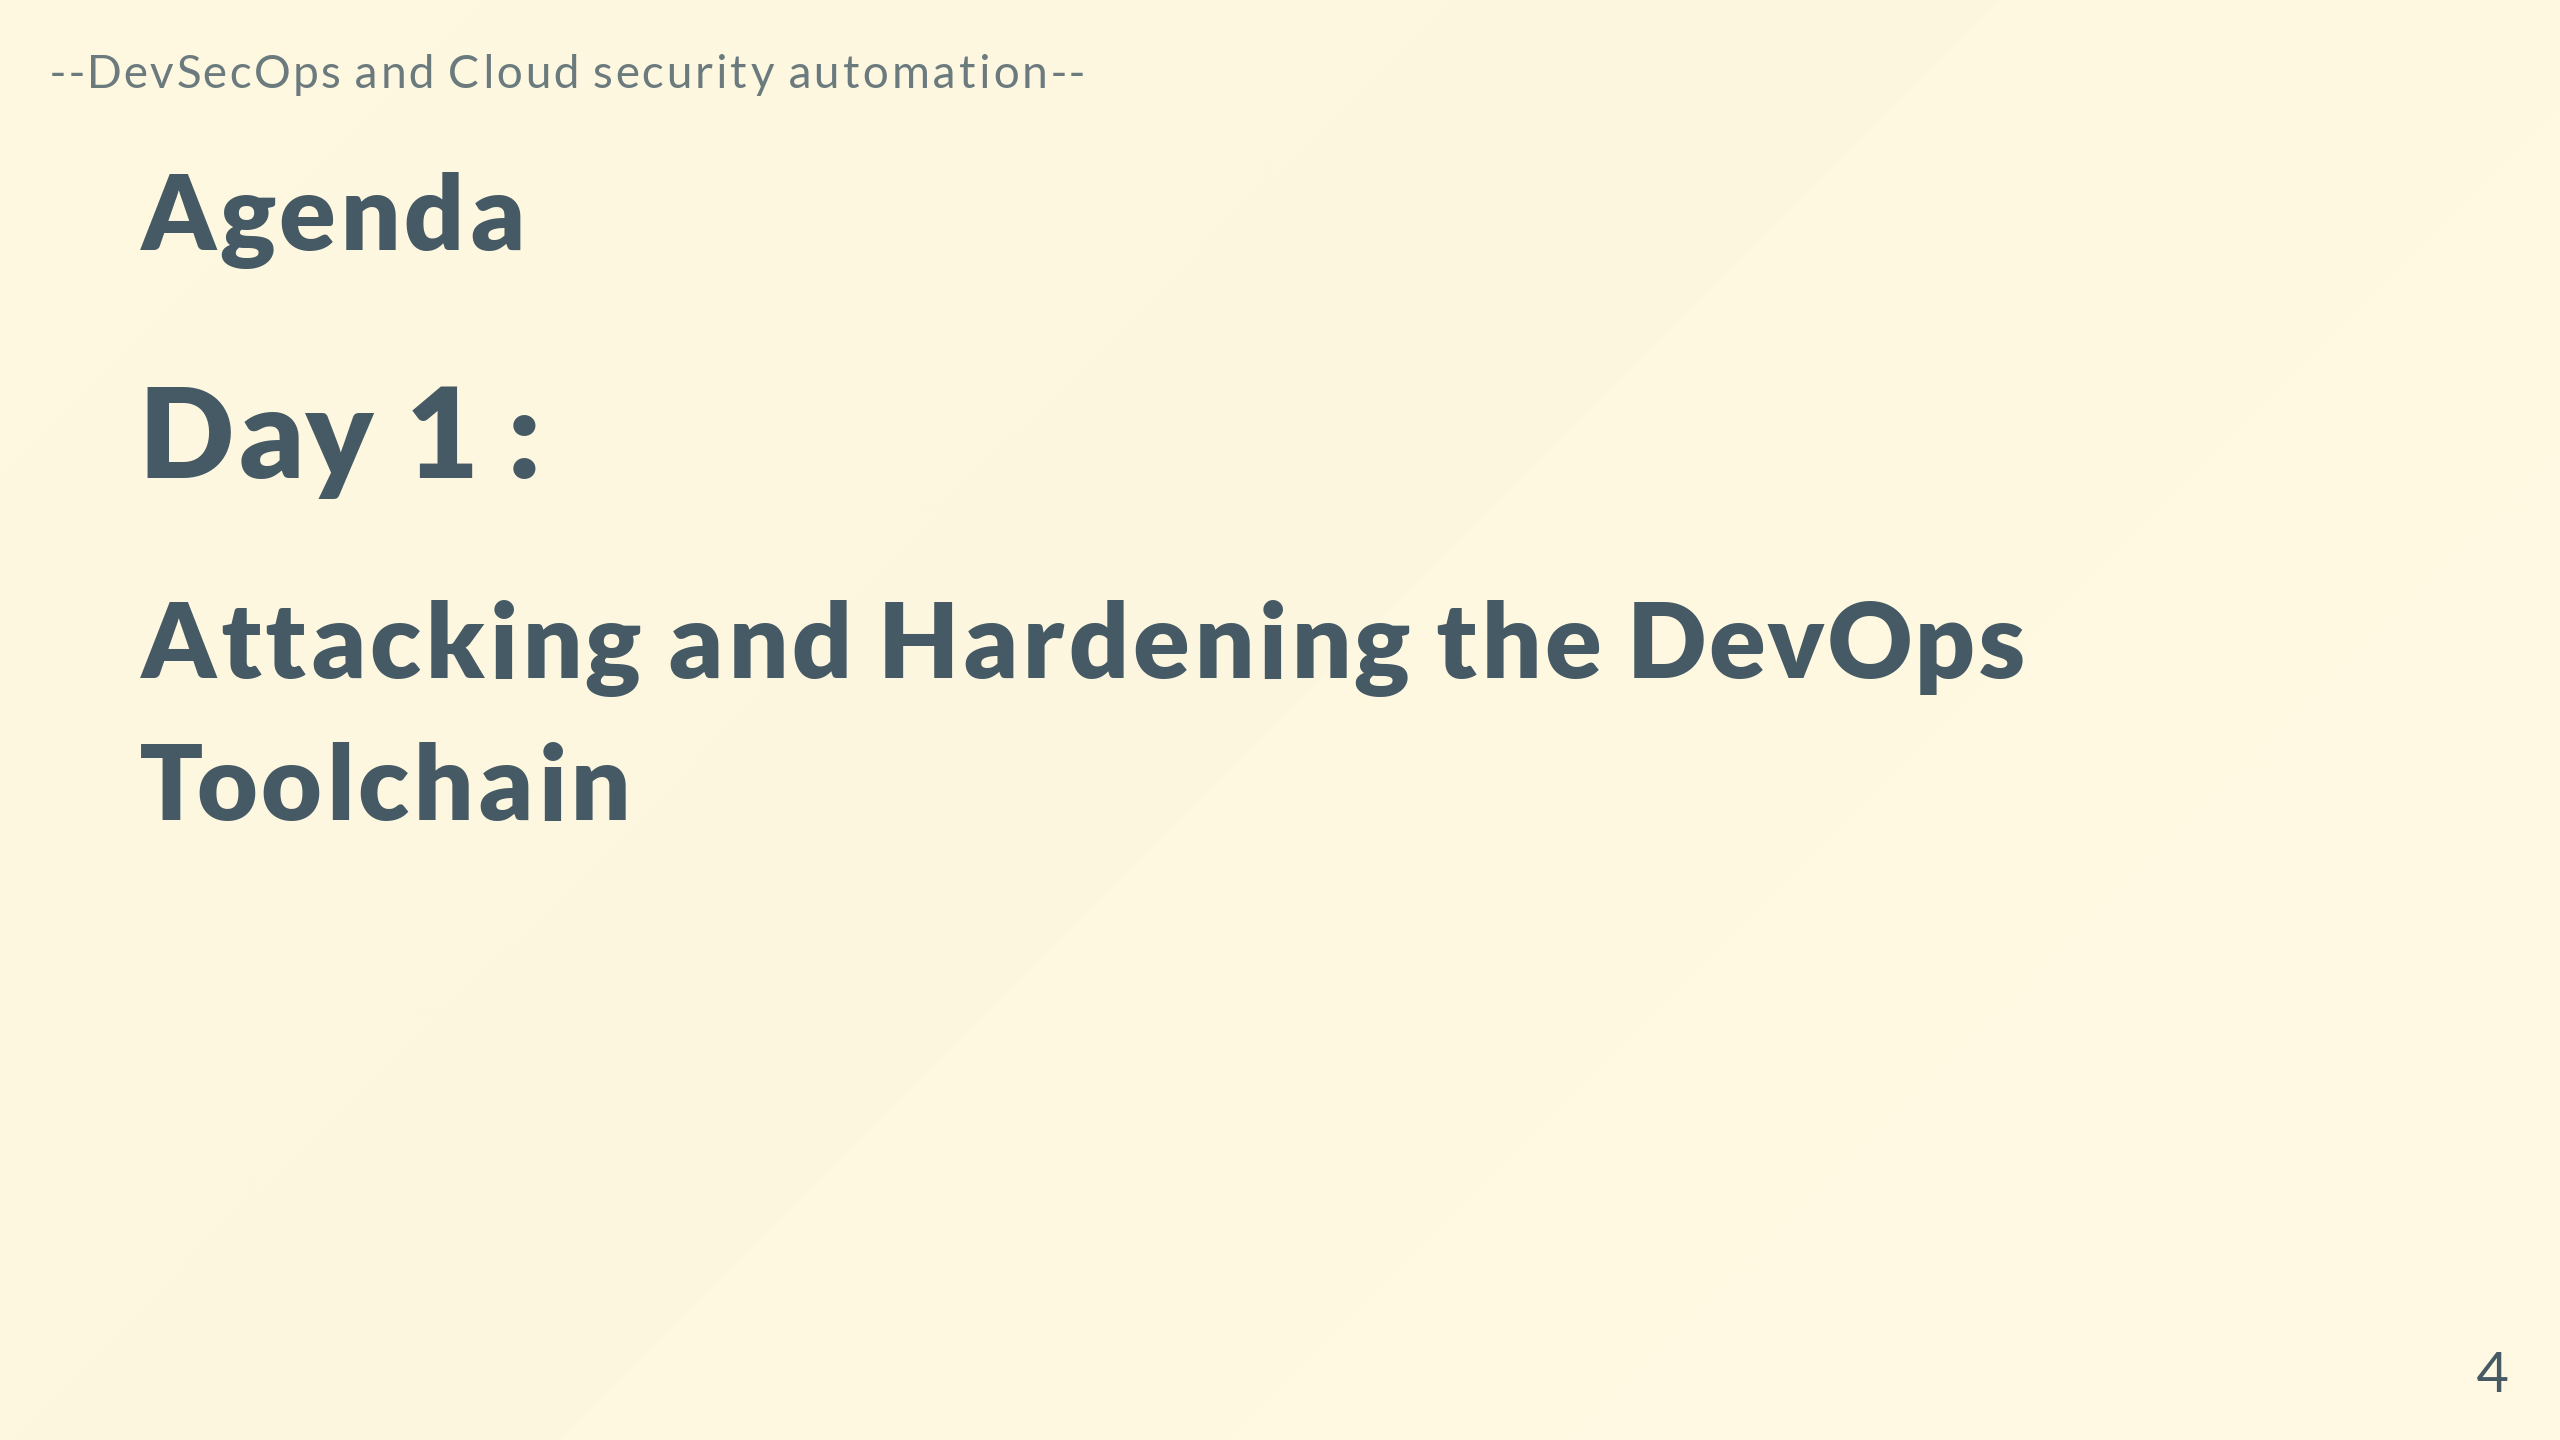 --DevSecOps and Cloud security automation--
Agenda
Day 1 :
Attacking and Hardening the DevOps
Toolchain
4